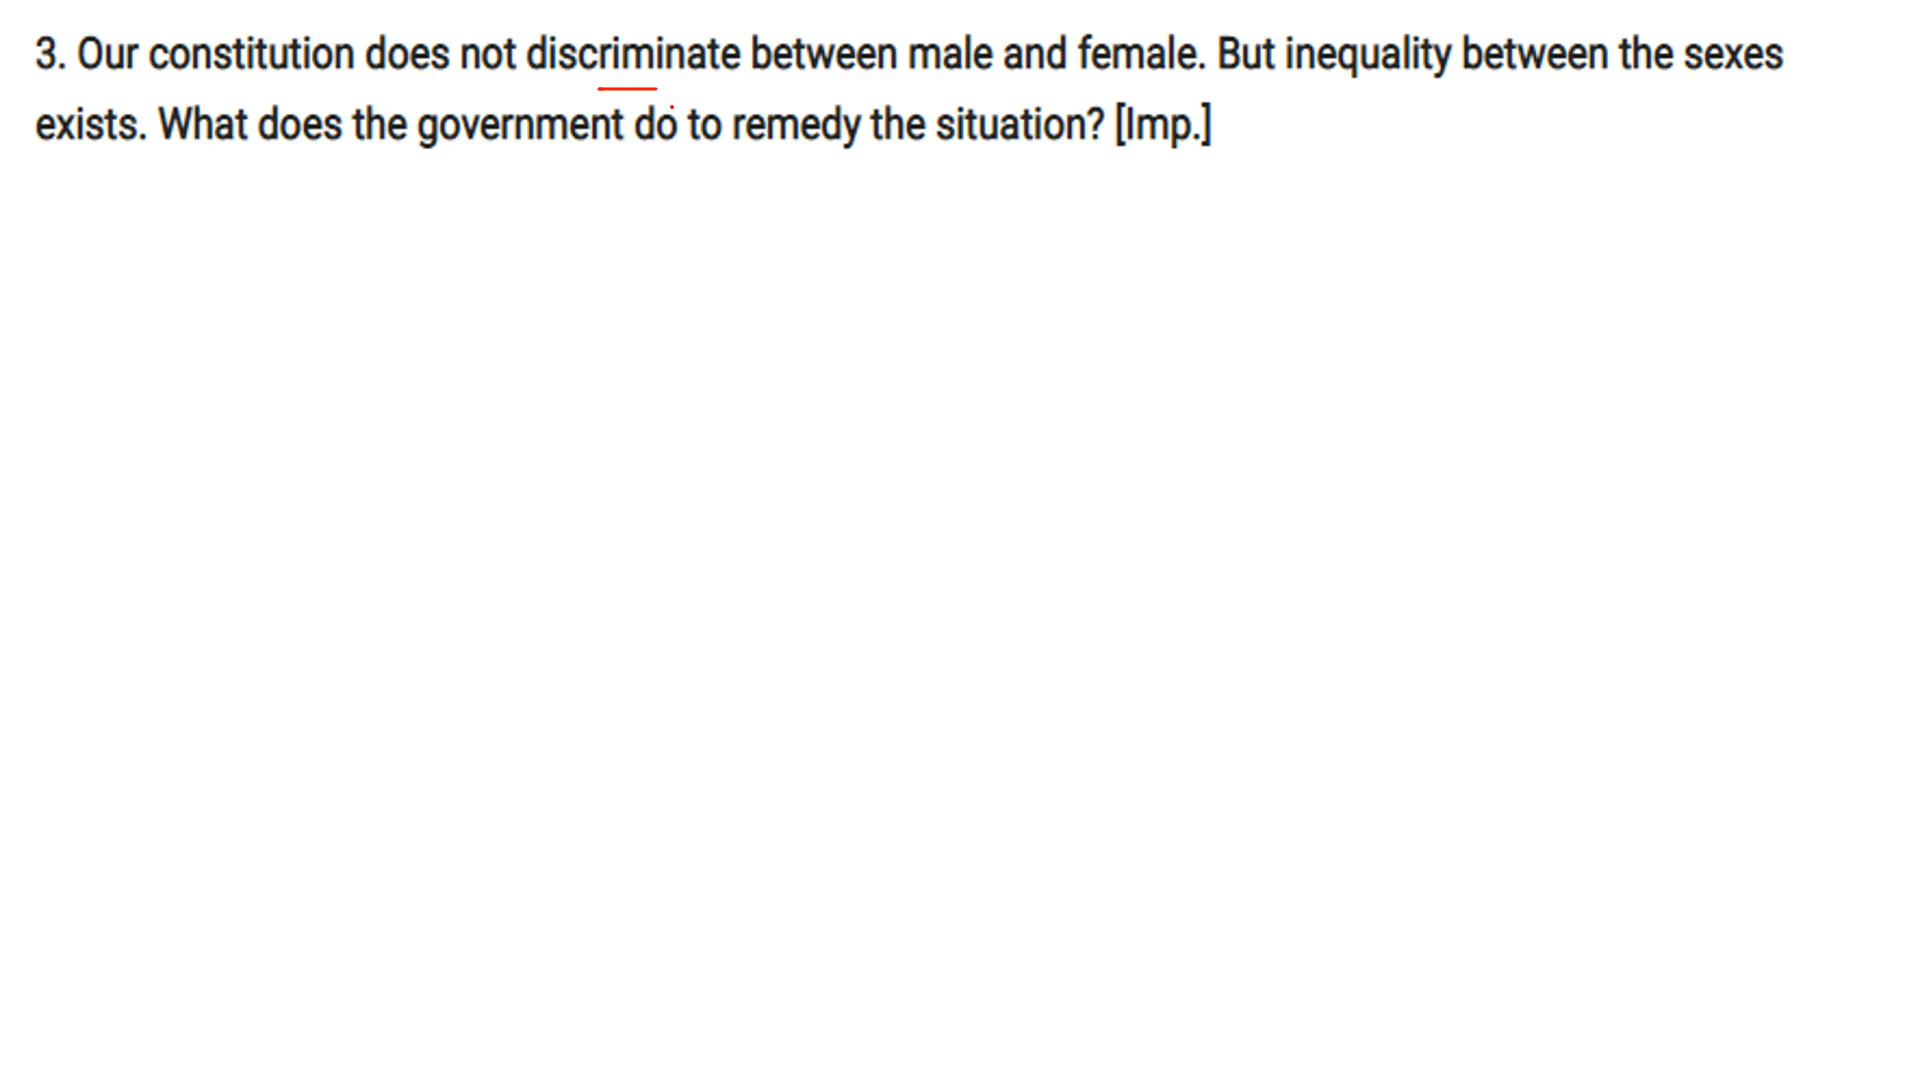 3. Our constitution does not discriminate between male and female. But inequality between the sexes
exists. What does the government do to remedy the situation? [Imp.]